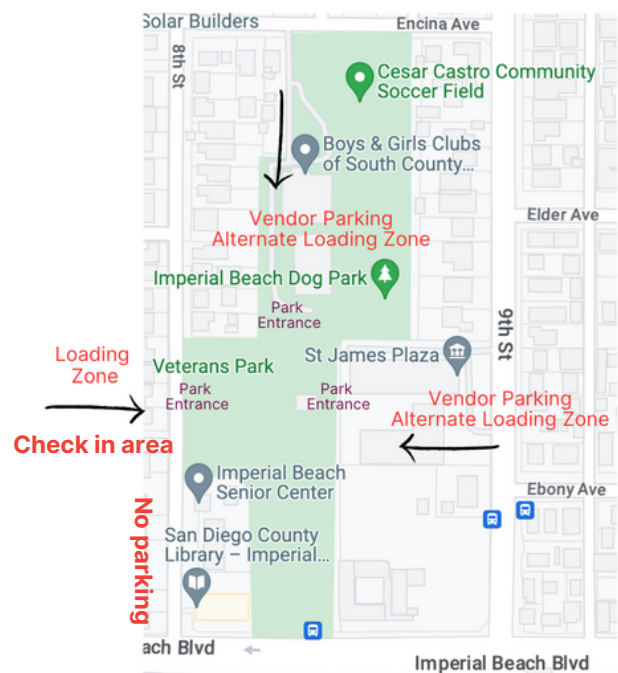 Solar Builders
Encina Ave
8th St
Cesar Castro Community
Soccer Field
Boys & Girls Clubs
of South County...
Vendor Parking
Alternate Loading Zone
Elder Ave
Imperial Beach Dog Park
Park
Entrance
9th St
Loading
Zone
Veterans Park
St James Plaza
Park
Entrance
Park
Entrance
Vendor Parking
Alternate Loading Zone
Check in area
Imperial Beach
Senior Center
Ebony Ave
No parking
San Diego County
Library – Imperial...
ach Blvd
Imperial Beach Blvd